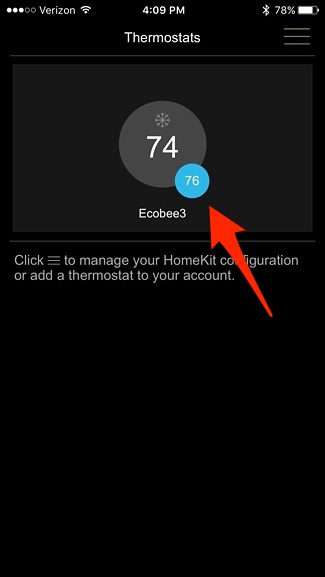 Verizon 4:09 PM 78%
Thermostats
74
76
Ecobee3
Click to manage your HomeKit configuration
or add a thermostat to your account.